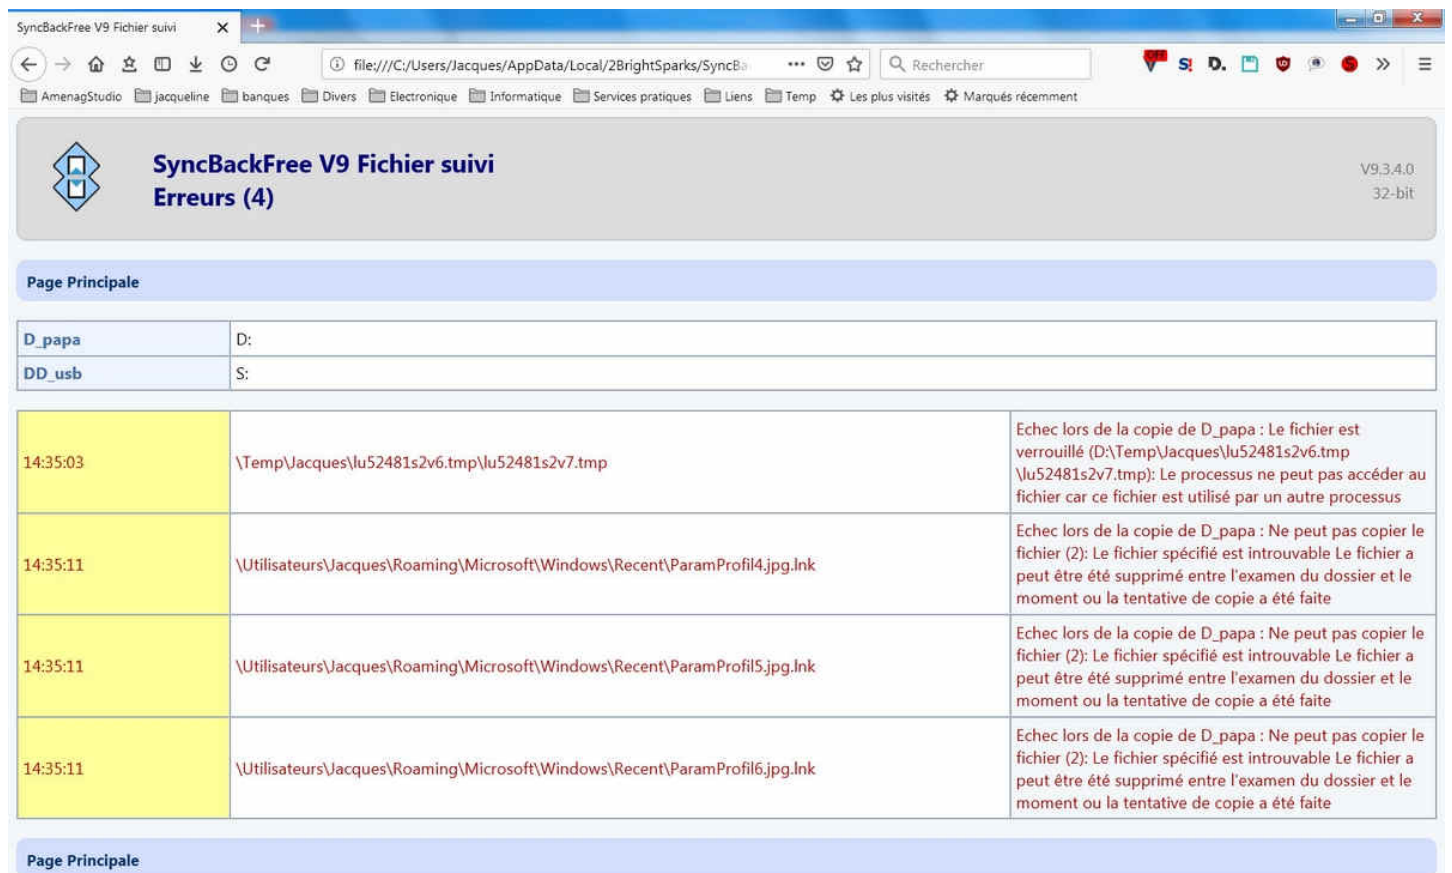 SyncBackFree V9 Fichier suivi
file:///C:/Users/Jacques/AppData/Local/2BrightSparks/SyncBa
Rechercher
OFF
S! D.
AmenagStudio jacqueline banques Divers Electronique Informatique Services pratiques Liens Temp Les plus visités Marqués récemment
SyncBackFree V9 Fichier suivi
Erreurs (4)
V9.3.4.0
32-bit
Page Principale
D_papa D:
DD_usb S:
14:35:03
\Temp\Jacques\lu52481s2v6.tmp\lu52481s2v7.tmp
Echec lors de la copie de D_papa : Le fichier est
verrouillé (D:\Temp\Jacques\lu52481s2v6.tmp
\lu52481s2v7.tmp): Le processus ne peut pas accéder au
fichier car ce fichier est utilisé par un autre processus
14:35:11
\Utilisateurs\Jacques\Roaming\Microsoft\Windows\Recent\ParamProfil4.jpg.lnk
Echec lors de la copie de D_papa : Ne peut pas copier le
fichier (2): Le fichier spécifié est introuvable Le fichier a
peut être été supprimé entre l'examen du dossier et le
moment ou la tentative de copie a été faite
14:35:11
\Utilisateurs\Jacques\Roaming\Microsoft\Windows\Recent\ParamProfil5.jpg.lnk
Echec lors de la copie de D_papa : Ne peut pas copier le
fichier (2): Le fichier spécifié est introuvable Le fichier a
peut être été supprimé entre l'examen du dossier et le
moment ou la tentative de copie a été faite
14:35:11
\Utilisateurs\Jacques\Roaming\Microsoft\Windows\Recent\ParamProfil6.jpg.lnk
Echec lors de la copie de D_papa : Ne peut pas copier le
fichier (2): Le fichier spécifié est introuvable Le fichier a
peut être été supprimé entre l'examen du dossier et le
moment ou la tentative de copie a été faite
Page Principale